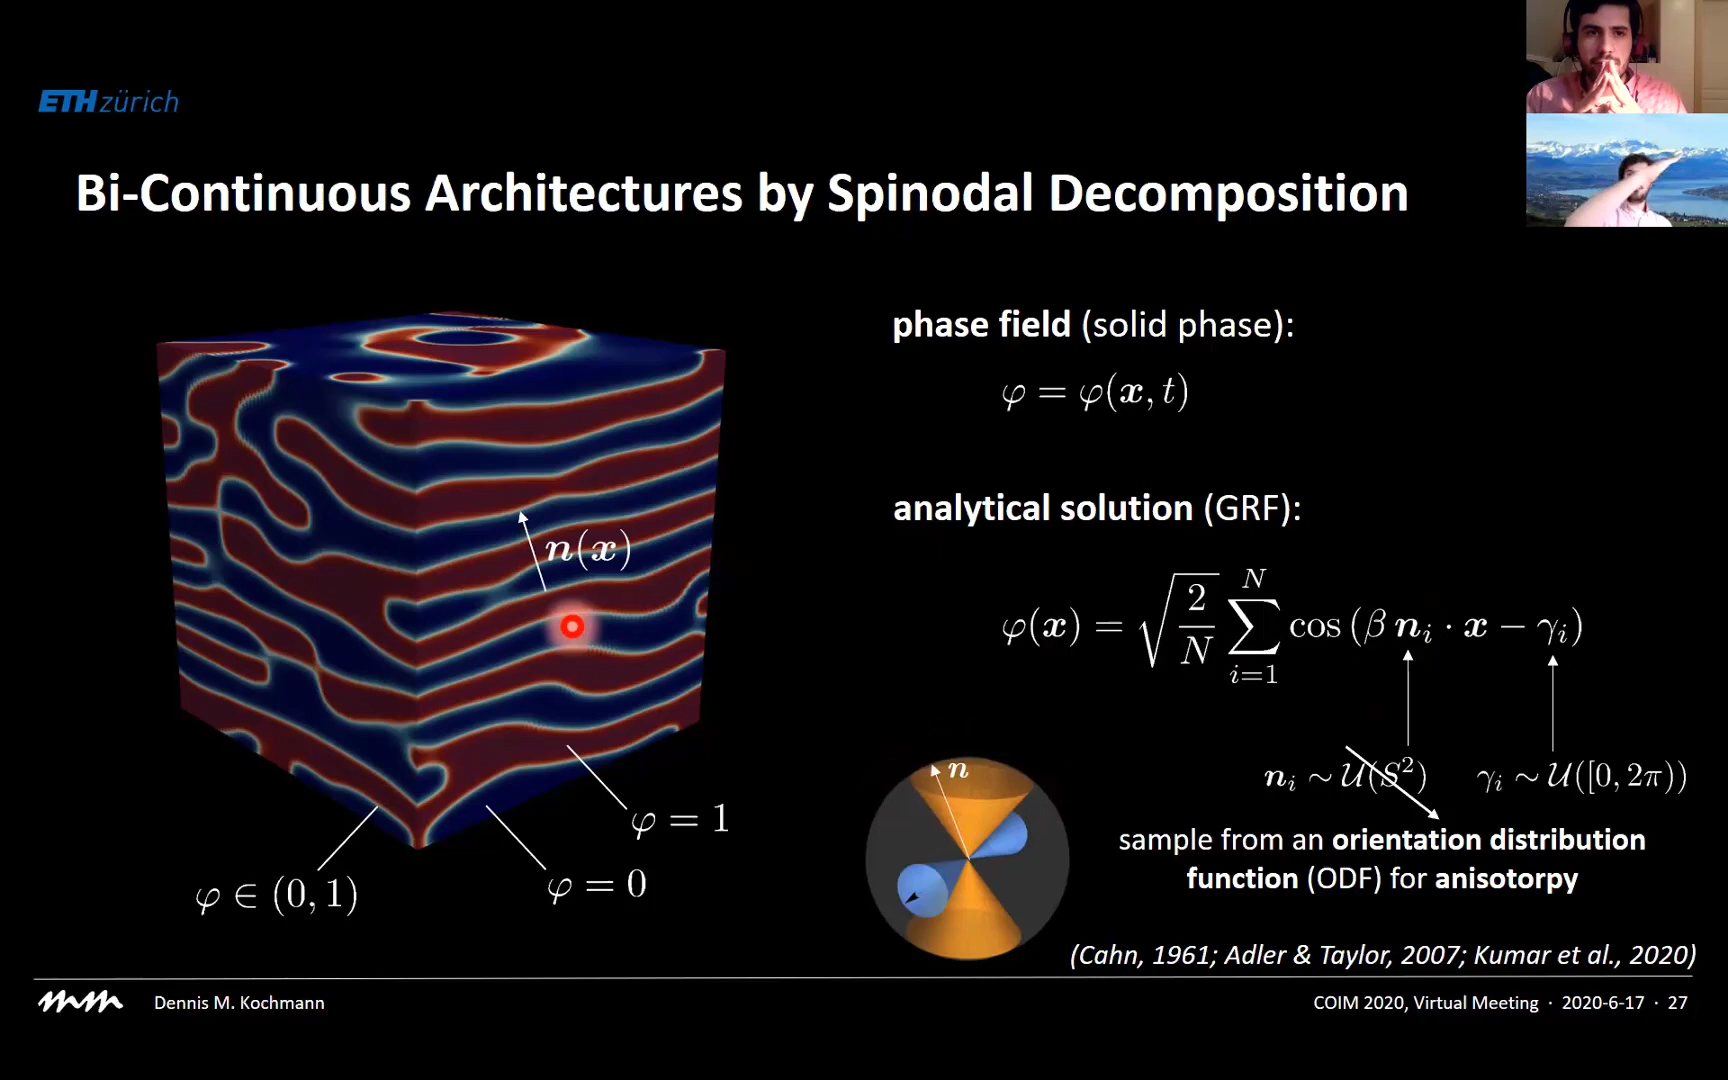 ETH zürich
Bi-Continuous Architectures by Spinodal Decomposition
phase field (solid phase):
φ = φ(x, t)
analytical solution (GRF):
n(x)
φ(x) = √(2/N) ∑_{i=1}^{N} cos (β n_i · x − γ_i)
n
n_i ∼ U(S²) γ_i ∼ U([0, 2π))
φ = 1
φ = 0
φ ∈ (0, 1)
sample from an orientation distribution
function (ODF) for anisotorpy
(Cahn, 1961; Adler & Taylor, 2007; Kumar et al., 2020)
Dennis M. Kochmann
COIM 2020, Virtual Meeting · 2020-6-17 · 27